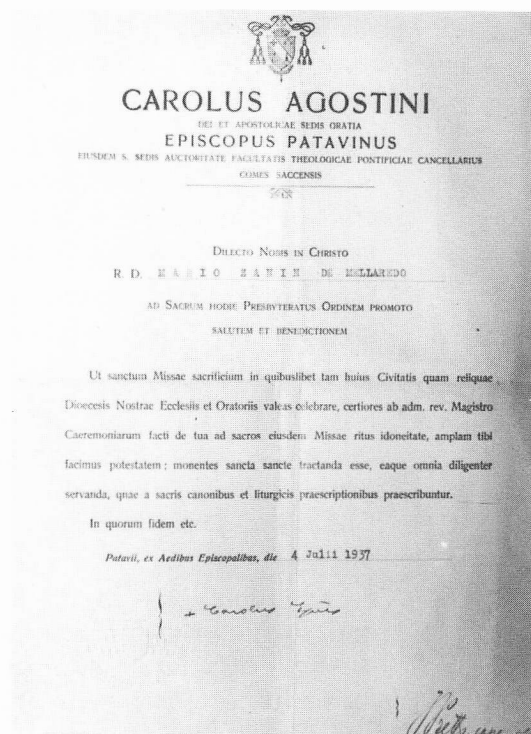 CAROLUS AGOSTINI
DEI ET APOSTOLICAE SEDIS GRATIA
EPISCOPUS PATAVINUS
EIUSDEM S. SEDIS AUCTORITATE FACULTATIS THEOLOGICAE PONTIFICIAE CANCELLARIUS
COMES SACCENSIS
DILECTO NOBIS IN CHRISTO
R. D. MARIO ZANIN DE MELLAREDO
AD SACRUM HODIE PRESBYTERATUS ORDINEM PROMOTO
SALUTEM ET BENEDICTIONEM
Ut sanctum Missae sacrificium in quibuslibet tam huius Civitatis quam reliquae
Dioecesis Nostrae Ecclesiis et Oratoriis valeas celebrare, certiores ab adm. rev. Magistro
Caeremoniarum facti de tua ad sacros eiusdem Missae ritus idoneitate, amplam tibi
facimus potestatem; monentes sancta sancte tractanda esse, eaque omnia diligenter
servanda, quae a sacris canonibus et liturgicis praescriptionibus praescribuntur.
In quorum fidem etc.
Patavii, ex Aedibus Episcopalibus, die 4 Julii 1937
+ Carolus